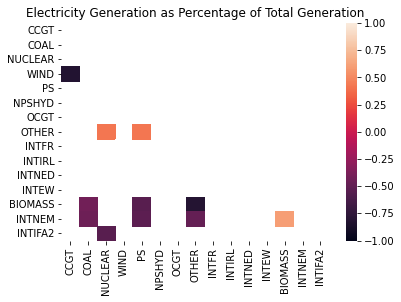 Electricity Generation as Percentage of Total Generation
CCGT
COAL
NUCLEAR
WIND
PS
NPSHYD
OCGT
OTHER
INTFR
INTIRL
INTNED
INTEW
BIOMASS
INTNEM
INTIFA2
CCGT
COAL
NUCLEAR
WIND
PS
NPSHYD
OCGT
OTHER
INTFR
INTIRL
INTNED
INTEW
BIOMASS
INTNEM
INTIFA2
1.00
0.75
0.50
0.25
0.00
−0.25
−0.50
−0.75
−1.00